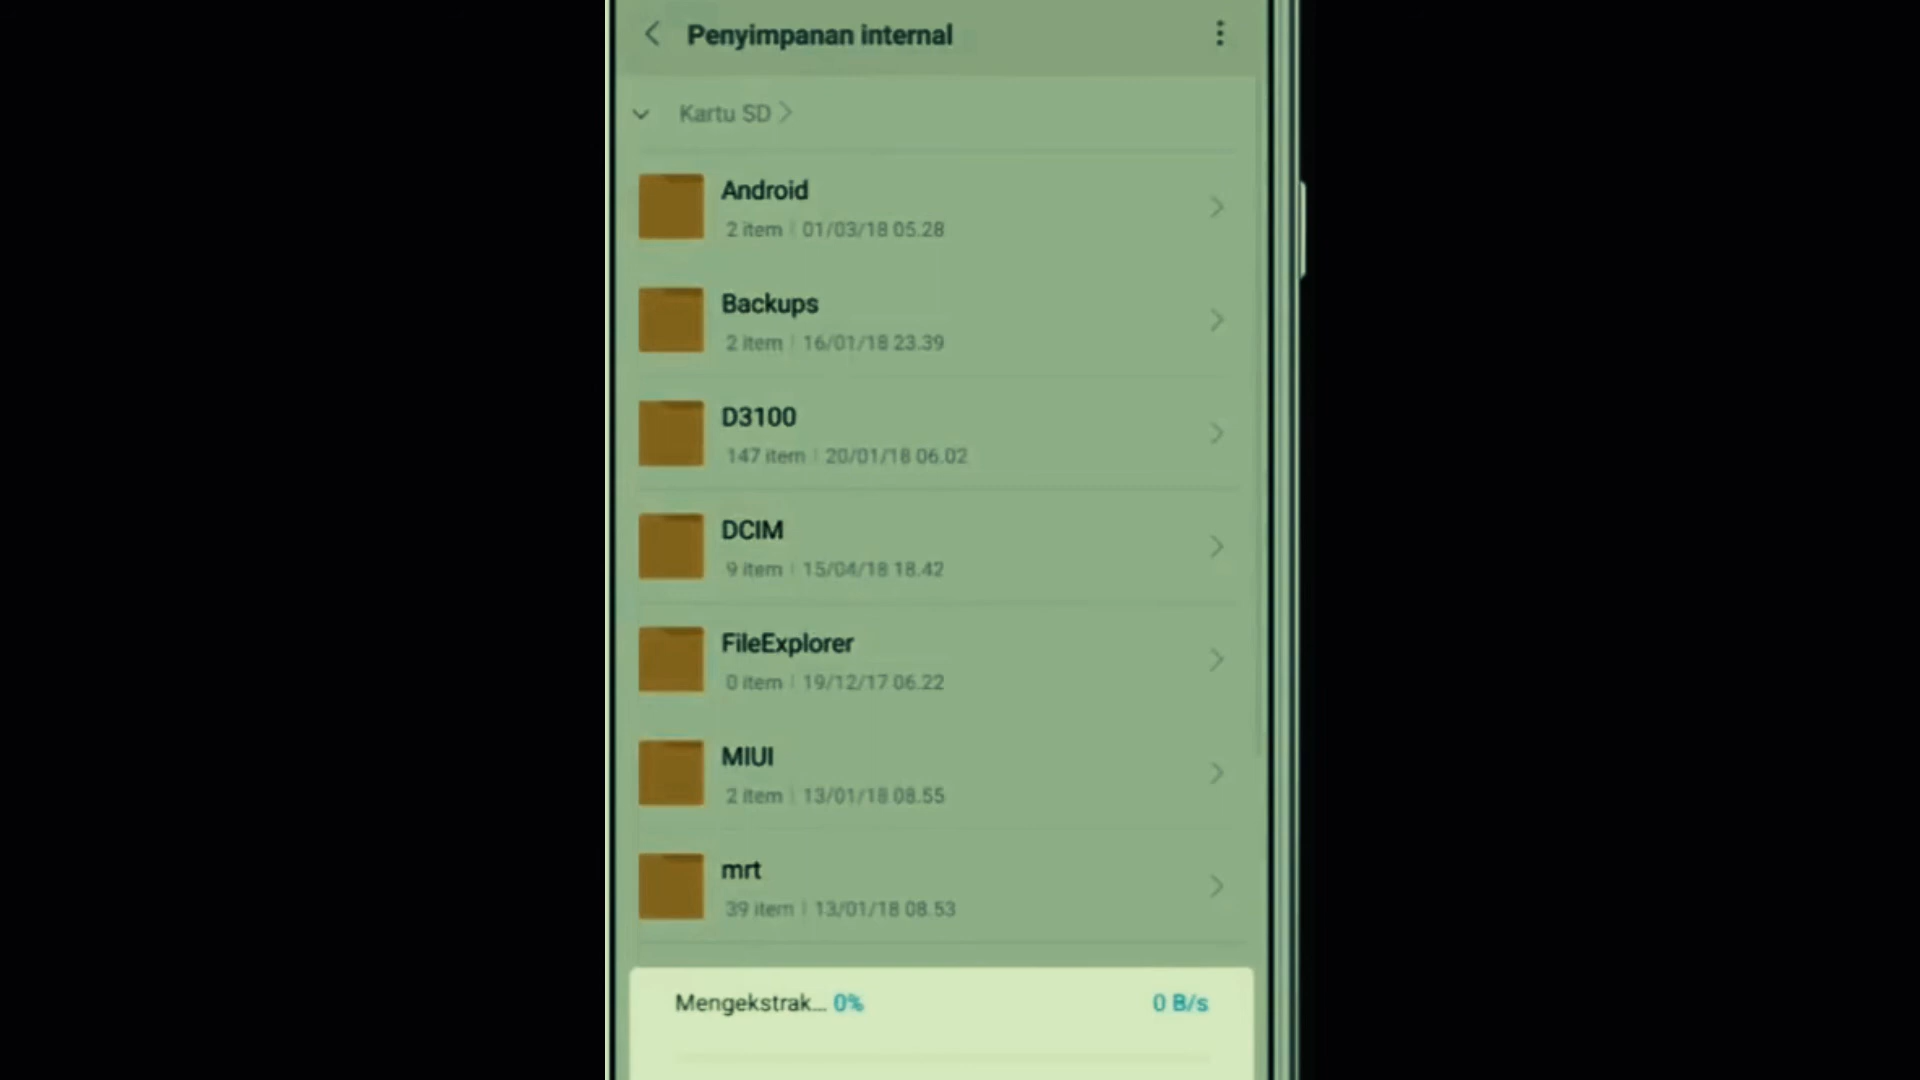 Penyimpanan internal
Kartu SD
Android
2 item | 01/03/18 05.28
Backups
2 item | 16/01/18 23.39
D3100
147 item | 20/01/18 06.02
DCIM
9 item | 15/04/18 18.42
FileExplorer
0 item | 19/12/17 06.22
MIUI
2 item | 13/01/18 08.55
mrt
39 item | 13/01/18 08.53
Mengekstrak... 0% 0 B/s